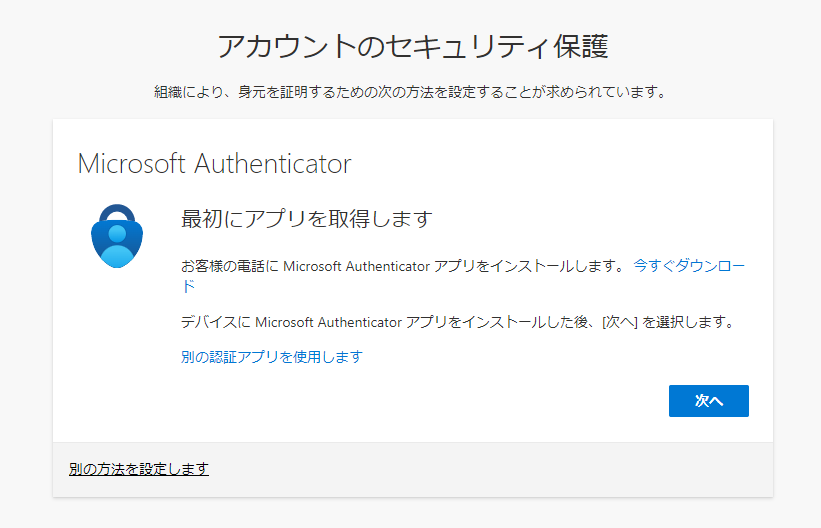 アカウントのセキュリティ保護
組織により、身元を証明するための次の方法を設定することが求められています。
Microsoft Authenticator
最初にアプリを取得します
お客様の電話に Microsoft Authenticator アプリをインストールします。 今すぐダウンロー
ド
デバイスに Microsoft Authenticator アプリをインストールした後、[次へ] を選択します。
別の認証アプリを使用します
次へ
別の方法を設定します